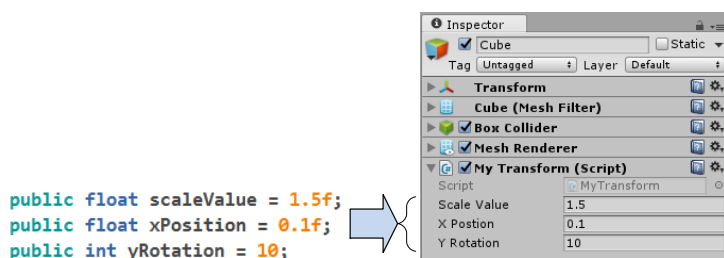 Inspector
Cube Static
Tag Untagged Layer Default
Transform
Cube (Mesh Filter)
Box Collider
Mesh Renderer
My Transform (Script)
Script MyTransform
public float scaleValue = 1.5f;
public float xPosition = 0.1f;
public int yRotation = 10;
Scale Value 1.5
X Postion 0.1
Y Rotation 10